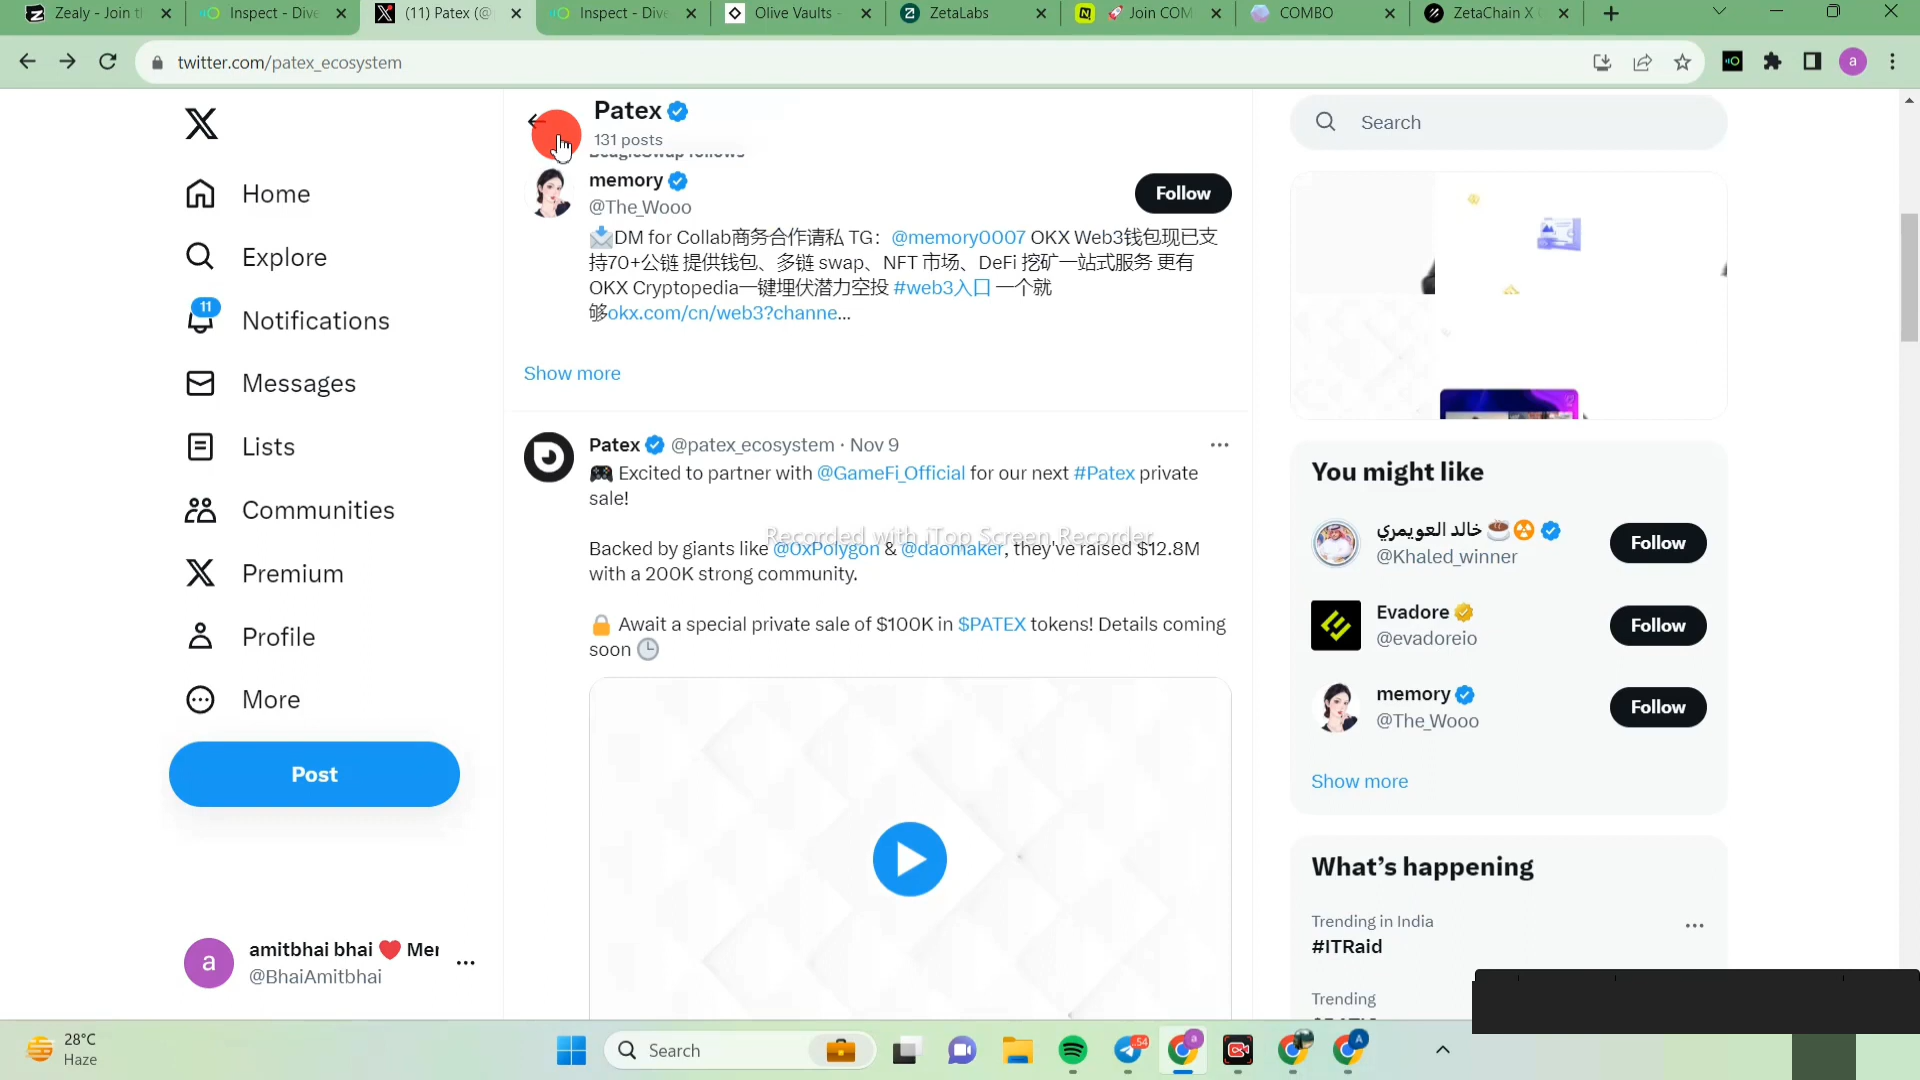 Zealy - Join t
Inspect - Dive
(11) Patex (@
Inspect - Dive
Olive Vaults -
ZetaLabs
🚀 Join COM
COMBO
ZetaChain X
twitter.com/patex_ecosystem
a
Patex
131 posts
BeagleSwap follows
memory
@The_Wooo
Follow
📩DM for Collab商务合作请私 TG：@memory0007 OKX Web3钱包现已支
持70+公链 提供钱包、多链 swap、NFT 市场、DeFi 挖矿一站式服务 更有
OKX Cryptopedia一键埋伏潜力空投 #web3入口 一个就
够okx.com/cn/web3?channe...
Show more
Patex @patex_ecosystem · Nov 9
🎮 Excited to partner with @GameFi_Official for our next #Patex private
sale!
Recorded with iTop Screen Recorder
Backed by giants like @0xPolygon & @daomaker, they've raised $12.8M
with a 200K strong community.
🔒 Await a special private sale of $100K in $PATEX tokens! Details coming
soon 🕒
Home
Explore
11
Notifications
Messages
Lists
Communities
Premium
Profile
More
Post
a
amitbhai bhai ❤️ Mer
@BhaiAmitbhai
Search
You might like
خالد العويمري ☕☢️
@Khaled_winner
Follow
Evadore
@evadoreio
Follow
memory
@The_Wooo
Follow
Show more
What's happening
Trending in India
#ITRaid
Trending
28°C
Haze
Search
54
a
A